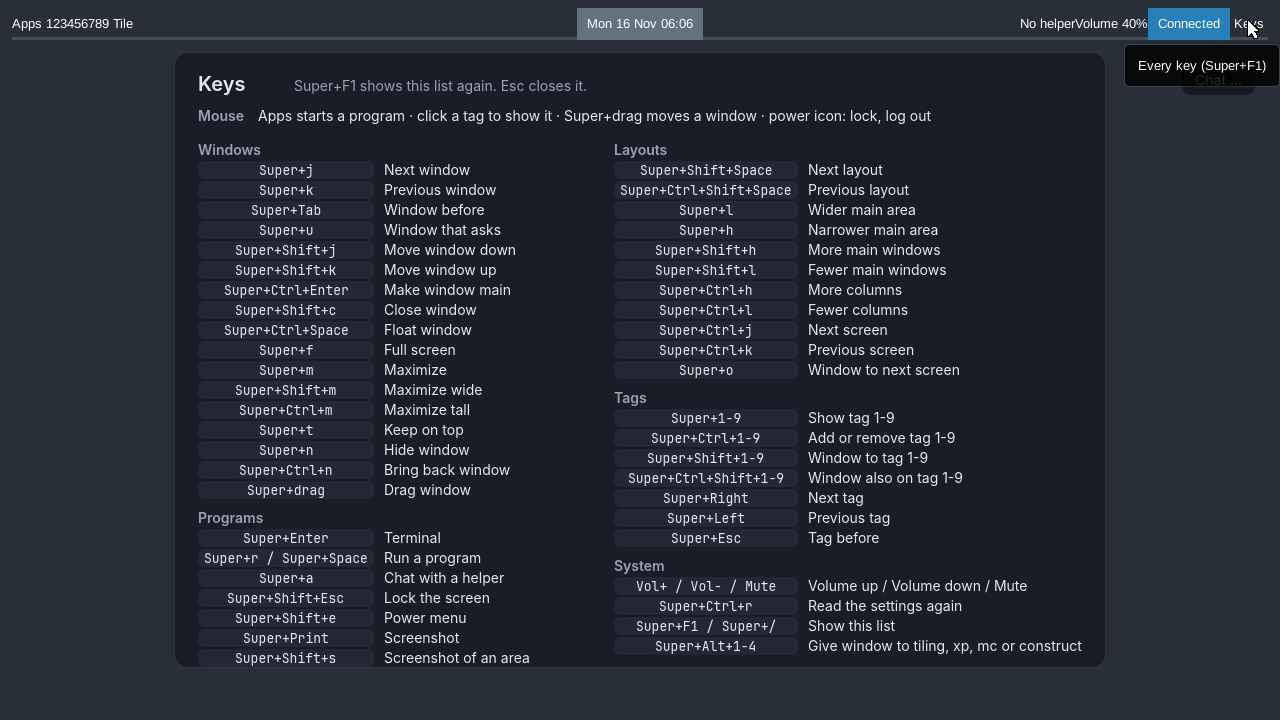 Apps 123456789 Tile
Mon 16 Nov 06:06
No helper Volume 40% Connected Keys
Every key (Super+F1)
Chat ...
Keys Super+F1 shows this list again. Esc closes it.
Mouse Apps starts a program · click a tag to show it · Super+drag moves a window · power icon: lock, log out
Windows
Super+j Next window
Super+k Previous window
Super+Tab Window before
Super+u Window that asks
Super+Shift+j Move window down
Super+Shift+k Move window up
Super+Ctrl+Enter Make window main
Super+Shift+c Close window
Super+Ctrl+Space Float window
Super+f Full screen
Super+m Maximize
Super+Shift+m Maximize wide
Super+Ctrl+m Maximize tall
Super+t Keep on top
Super+n Hide window
Super+Ctrl+n Bring back window
Super+drag Drag window
Programs
Super+Enter Terminal
Super+r / Super+Space Run a program
Super+a Chat with a helper
Super+Shift+Esc Lock the screen
Super+Shift+e Power menu
Super+Print Screenshot
Super+Shift+s Screenshot of an area
Layouts
Super+Shift+Space Next layout
Super+Ctrl+Shift+Space Previous layout
Super+l Wider main area
Super+h Narrower main area
Super+Shift+h More main windows
Super+Shift+l Fewer main windows
Super+Ctrl+h More columns
Super+Ctrl+l Fewer columns
Super+Ctrl+j Next screen
Super+Ctrl+k Previous screen
Super+o Window to next screen
Tags
Super+1-9 Show tag 1-9
Super+Ctrl+1-9 Add or remove tag 1-9
Super+Shift+1-9 Window to tag 1-9
Super+Ctrl+Shift+1-9 Window also on tag 1-9
Super+Right Next tag
Super+Left Previous tag
Super+Esc Tag before
System
Vol+ / Vol- / Mute Volume up / Volume down / Mute
Super+Ctrl+r Read the settings again
Super+F1 / Super+/ Show this list
Super+Alt+1-4 Give window to tiling, xp, mc or construct